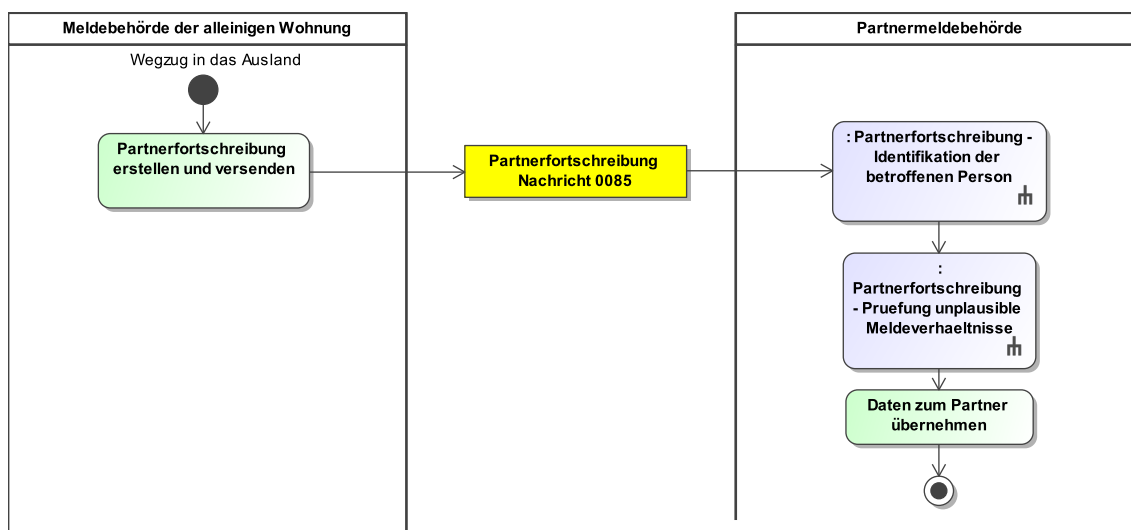 Meldebehörde der alleinigen Wohnung
Wegzug in das Ausland
Partnerfortschreibung
erstellen und versenden
Partnerfortschreibung
Nachricht 0085
Partnermeldebehörde
: Partnerfortschreibung -
Identifikation der
betroffenen Person
:
Partnerfortschreibung
- Pruefung unplausible
Meldeverhaeltnisse
Daten zum Partner
übernehmen